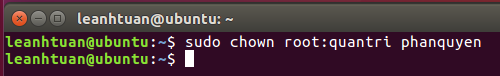 leanhtuan@ubuntu: ~
leanhtuan@ubuntu:~$ sudo chown root:quantri phanquyen
leanhtuan@ubuntu:~$